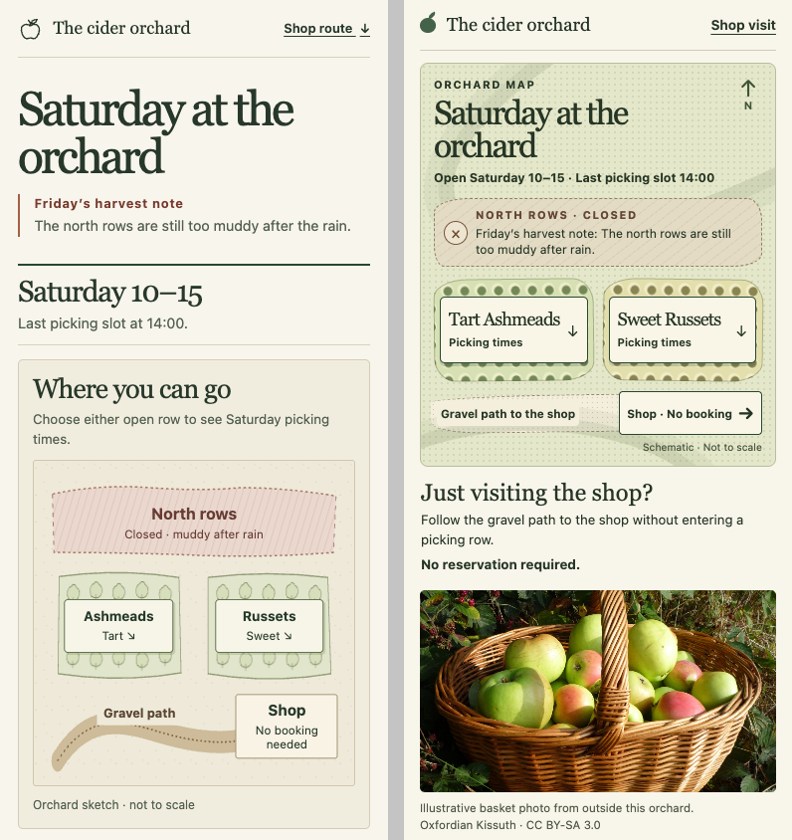 The cider orchard
Shop route ↓
Saturday at the
orchard
Friday's harvest note
The north rows are still too muddy after the rain.
Saturday 10–15
Last picking slot at 14:00.
Where you can go
Choose either open row to see Saturday picking
times.
North rows
Closed · muddy after rain
Ashmeads
Tart ↘
Russets
Sweet ↘
Gravel path
Shop
No booking
needed
Orchard sketch · not to scale
The cider orchard
Shop visit
ORCHARD MAP
N
Saturday at the
orchard
Open Saturday 10–15 · Last picking slot 14:00
NORTH ROWS · CLOSED
Friday's harvest note: The north rows are still
too muddy after the rain.
Tart Ashmeads
Picking times
Sweet Russets
Picking times
Gravel path to the shop
Shop · No booking →
Schematic · Not to scale
Just visiting the shop?
Follow the gravel path to the shop without entering a
picking row.
No reservation required.
Illustrative basket photo from outside this orchard.
Oxfordian Kissuth · CC BY-SA 3.0